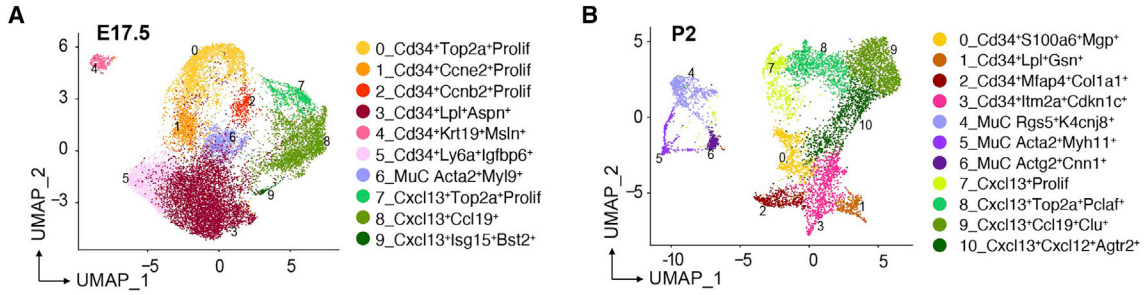 A
E17.5
6
3
0
−3
−5
0
5
UMAP_2
UMAP_1
0
1
2
3
4
5
6
7
8
9
0_Cd34⁺Top2a⁺Prolif
1_Cd34⁺Ccne2⁺Prolif
2_Cd34⁺Ccnb2⁺Prolif
3_Cd34⁺Lpl⁺Aspn⁺
4_Cd34⁺Krt19⁺Msln⁺
5_Cd34⁺Ly6a⁺Igfbp6⁺
6_MuC Acta2⁺Myl9⁺
7_Cxcl13⁺Top2a⁺Prolif
8_Cxcl13⁺Ccl19⁺
9_Cxcl13⁺Isg15⁺Bst2⁺
B
P2
5
0
−5
−10
−5
0
5
UMAP_2
UMAP_1
0
1
2
3
4
5
6
7
8
9
10
0_Cd34⁺S100a6⁺Mgp⁺
1_Cd34⁺Lpl⁺Gsn⁺
2_Cd34⁺Mfap4⁺Col1a1⁺
3_Cd34⁺Itm2a⁺Cdkn1c⁺
4_MuC Rgs5⁺K4cnj8⁺
5_MuC Acta2⁺Myh11⁺
6_MuC Actg2⁺Cnn1⁺
7_Cxcl13⁺Prolif
8_Cxcl13⁺Top2a⁺Pclaf⁺
9_Cxcl13⁺Ccl19⁺Clu⁺
10_Cxcl13⁺Cxcl12⁺Agtr2⁺